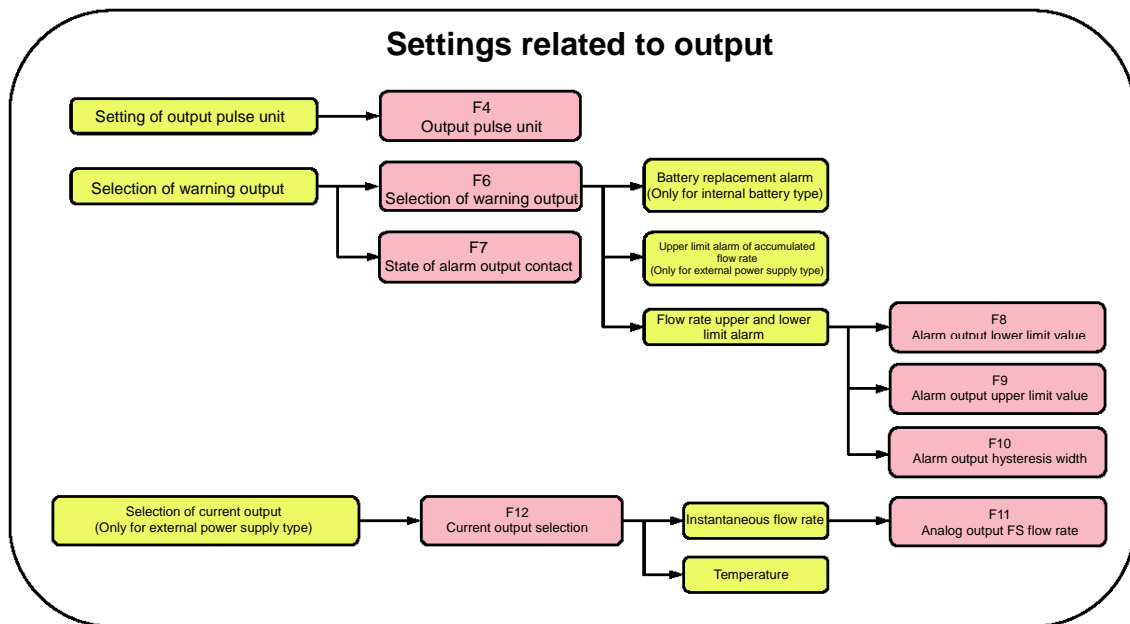 Settings related to output
Setting of output pulse unit
F4
Output pulse unit
Selection of warning output
F6
Selection of warning output
F7
State of alarm output contact
Battery replacement alarm
(Only for internal battery type)
Upper limit alarm of accumulated
flow rate
(Only for external power supply type)
Flow rate upper and lower
limit alarm
F8
Alarm output lower limit value
F9
Alarm output upper limit value
F10
Alarm output hysteresis width
Selection of current output
(Only for external power supply type)
F12
Current output selection
Instantaneous flow rate
F11
Analog output FS flow rate
Temperature